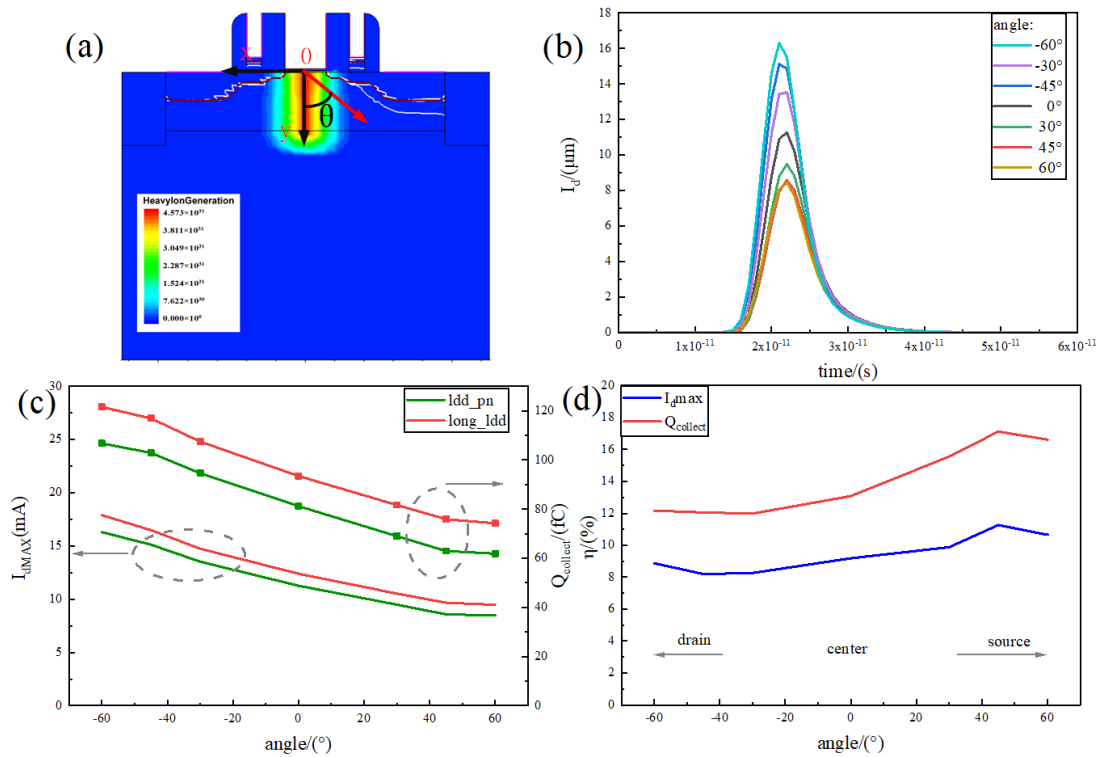 (a)
x
0
θ
y
HeavyIonGeneration
4.573×10³¹
3.811×10³¹
3.049×10³¹
2.287×10³¹
1.524×10³¹
7.622×10³⁰
0.000×10⁰
(b)
18
16
14
12
10
8
6
4
2
0
I_d/(μm)
0
1x10⁻¹¹
2x10⁻¹¹
3x10⁻¹¹
4x10⁻¹¹
5x10⁻¹¹
6x10⁻¹¹
time/(s)
angle:
-60°
-30°
-45°
0°
30°
45°
60°
(c)
30
25
20
15
10
5
0
I_dMAX(mA)
-60
-40
-20
0
20
40
60
angle/(°)
ldd_pn
long_ldd
120
100
80
60
40
20
0
Q_collect/(fC)
(d)
20
18
16
14
12
10
8
6
4
2
0
η/(%)
I_dmax
Q_collect
drain
center
source
-60
-40
-20
0
20
40
60
angle/(°)